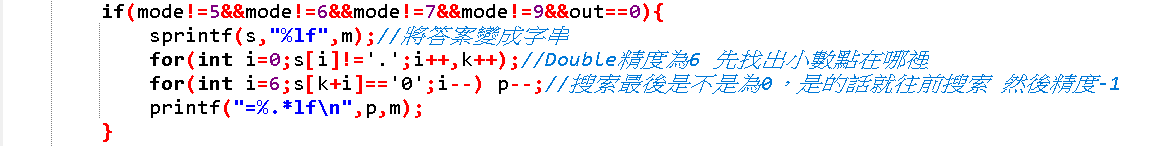 if(mode!=5&&mode!=6&&mode!=7&&mode!=9&&out==0){
sprintf(s,"%lf",m);//將答案變成字串
for(int i=0;s[i]!='.';i++,k++);//Double精度為6 先找出小數點在哪裡
for(int i=6;s[k+i]=='0';i--) p--;//搜索最後是不是為0，是的話就往前搜索 然後精度-1
printf("=%.*lf\n",p,m);
}